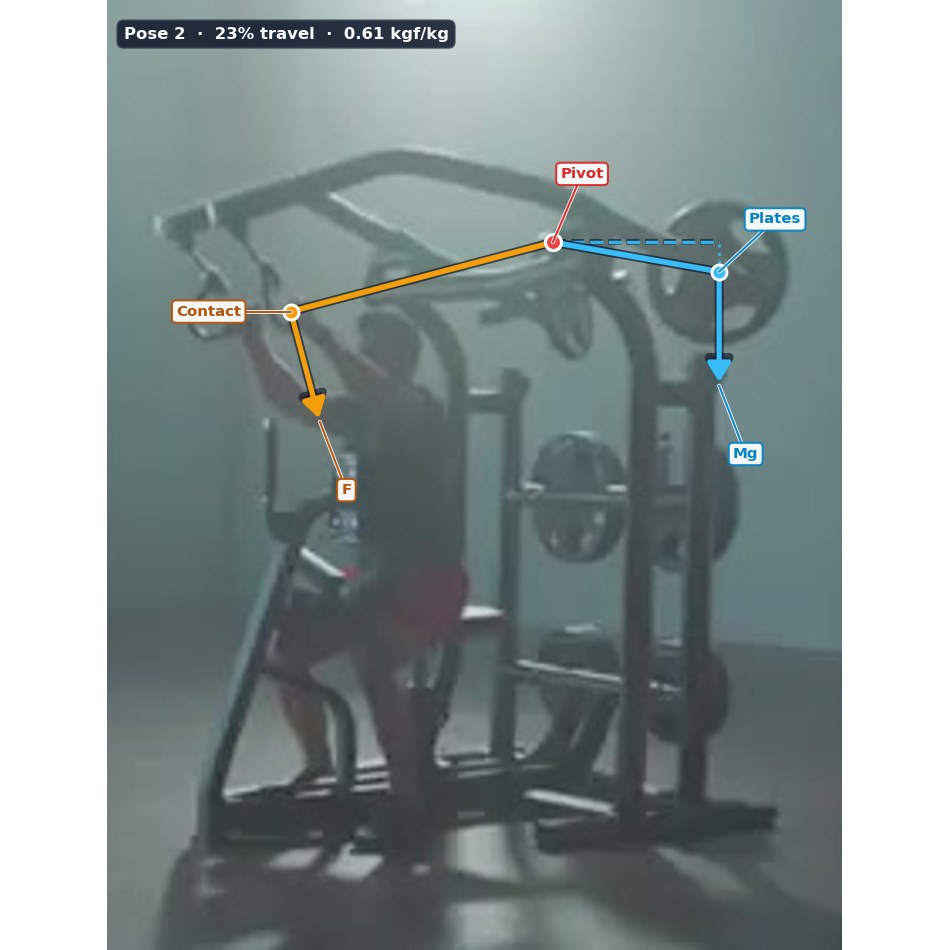 Pose 2 · 23% travel · 0.61 kgf/kg
Pivot
Plates
Contact
Mg
F